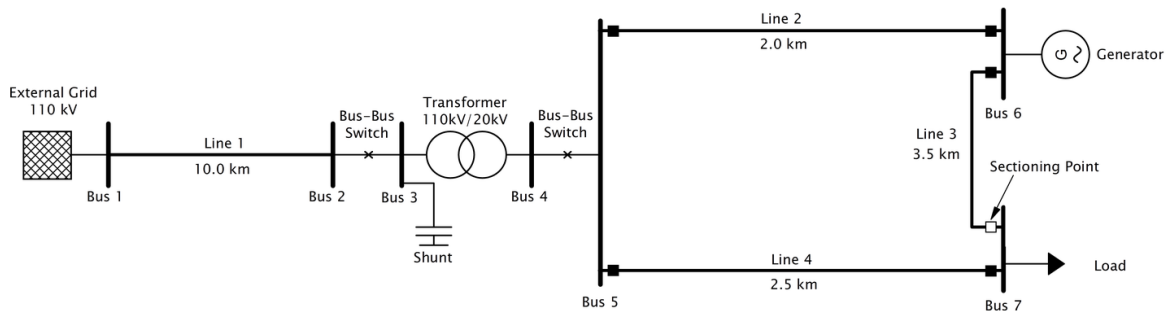 External Grid
110 kV
Bus 1
Line 1
10.0 km
Bus 2
Bus-Bus
Switch
Bus 3
Shunt
Transformer
110kV/20kV
Bus 4
Bus-Bus
Switch
Bus 5
Line 2
2.0 km
G
Generator
Bus 6
Line 3
3.5 km
Sectioning Point
Line 4
2.5 km
Load
Bus 7